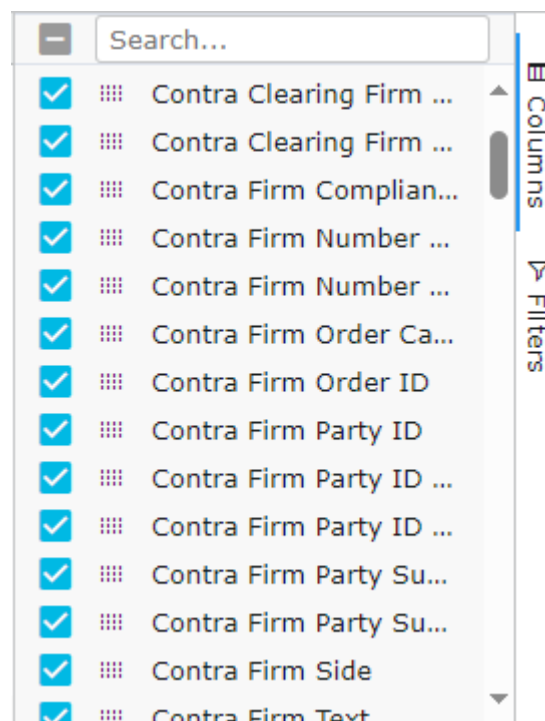 Search...
Contra Clearing Firm ...
Contra Clearing Firm ...
Contra Firm Complian...
Contra Firm Number ...
Contra Firm Number ...
Contra Firm Order Ca...
Contra Firm Order ID
Contra Firm Party ID
Contra Firm Party ID ...
Contra Firm Party ID ...
Contra Firm Party Su...
Contra Firm Party Su...
Contra Firm Side
Contra Firm Text
Columns
Filters